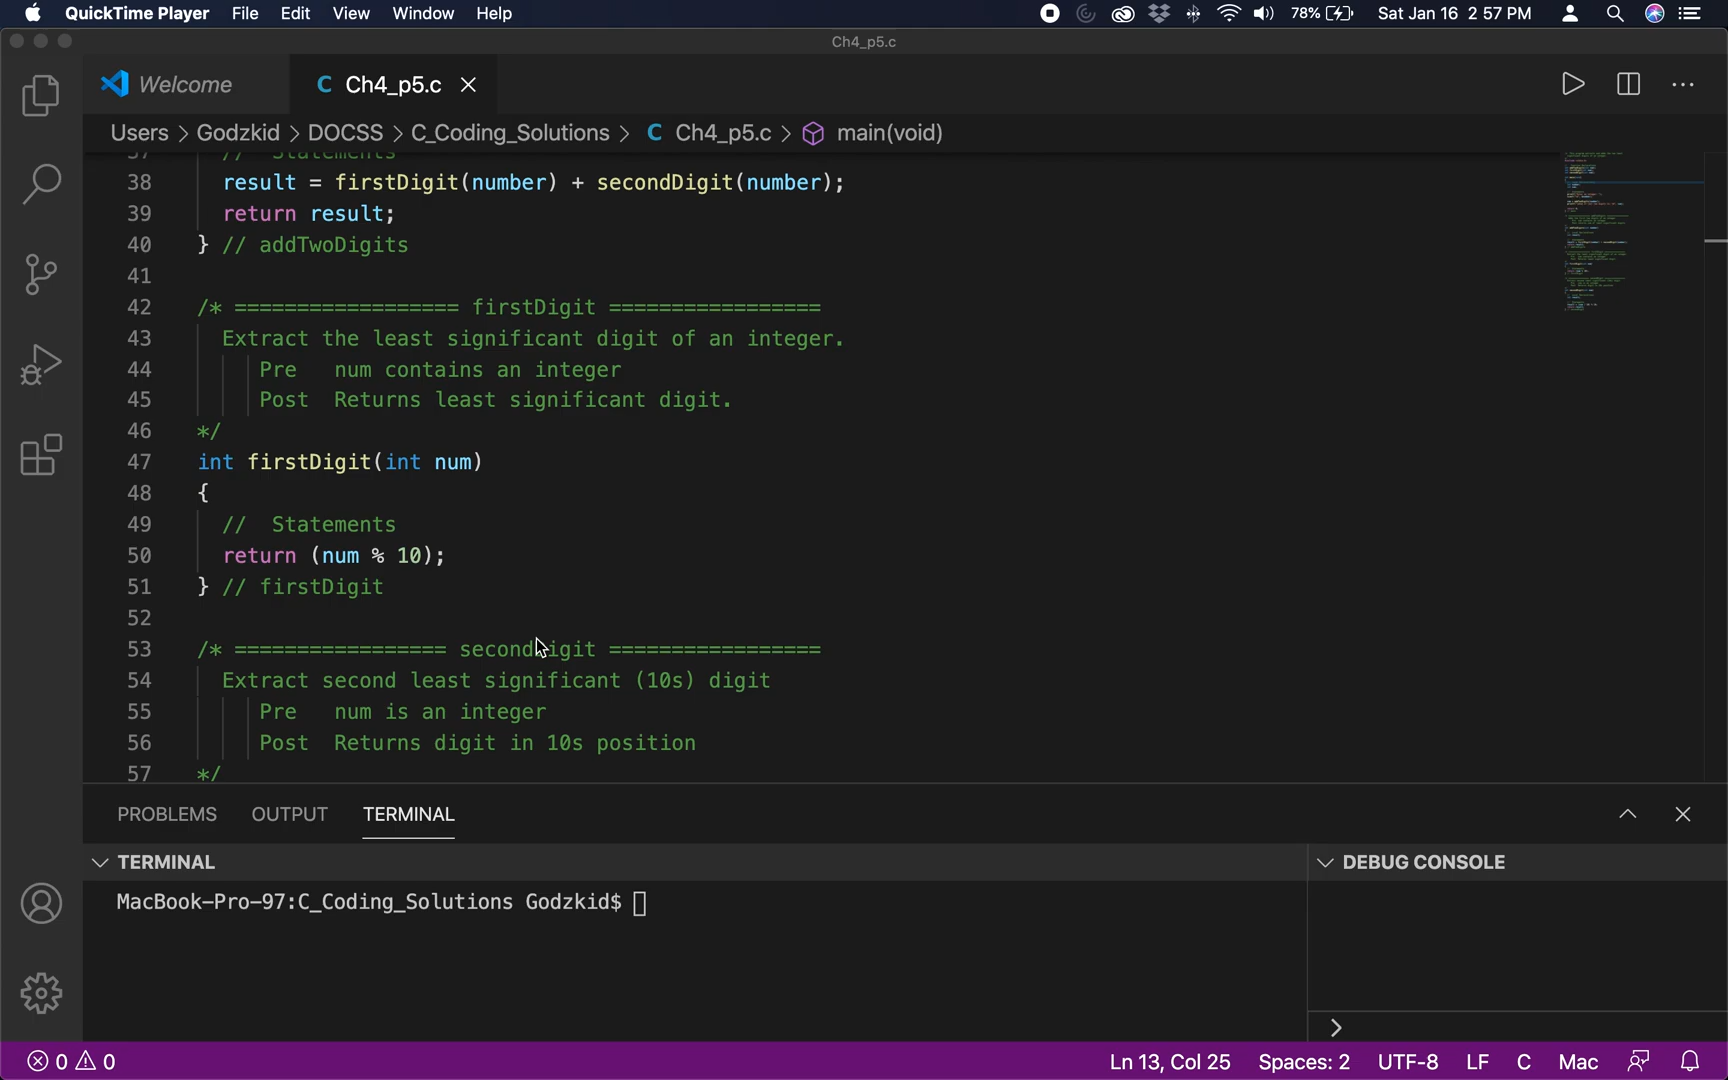 QuickTime Player File Edit View Window Help 78% Sat Jan 16 2 57 PM
Ch4_p5.c
Welcome C Ch4_p5.c
Users > Godzkid > DOCSS > C_Coding_Solutions > C Ch4_p5.c > main(void)
37 // Statements
38 result = firstDigit(number) + secondDigit(number);
39 return result;
40 } // addTwoDigits
41
42 /* ================== firstDigit =================
43 Extract the least significant digit of an integer.
44 Pre num contains an integer
45 Post Returns least significant digit.
46 */
47 int firstDigit(int num)
48 {
49 // Statements
50 return (num % 10);
51 } // firstDigit
52
53 /* ================= secondDigit =================
54 Extract second least significant (10s) digit
55 Pre num is an integer
56 Post Returns digit in 10s position
57 */
PROBLEMS OUTPUT TERMINAL
TERMINAL DEBUG CONSOLE
MacBook-Pro-97:C_Coding_Solutions Godzkid$
0 0 Ln 13, Col 25 Spaces: 2 UTF-8 LF C Mac